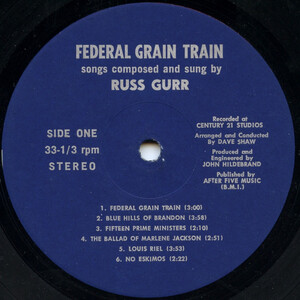 FEDERAL GRAIN TRAIN
songs composed and sung by
RUSS GURR
SIDE ONE
33-1/3 rpm
STEREO
Recorded at
CENTURY 21 STUDIOS
Arranged and Conducted
By DAVE SHAW
Produced and
Engineered by
JOHN HILDEBRAND
Published by
AFTER FIVE MUSIC
(B.M.I.)
1. FEDERAL GRAIN TRAIN (3:00)
2. BLUE HILLS OF BRANDON (3:58)
3. FIFTEEN PRIME MINISTERS (2:10)
4. THE BALLAD OF MARLENE JACKSON (2:51)
5. LOUIS RIEL (3:53)
6. NO ESKIMOS (2:22)